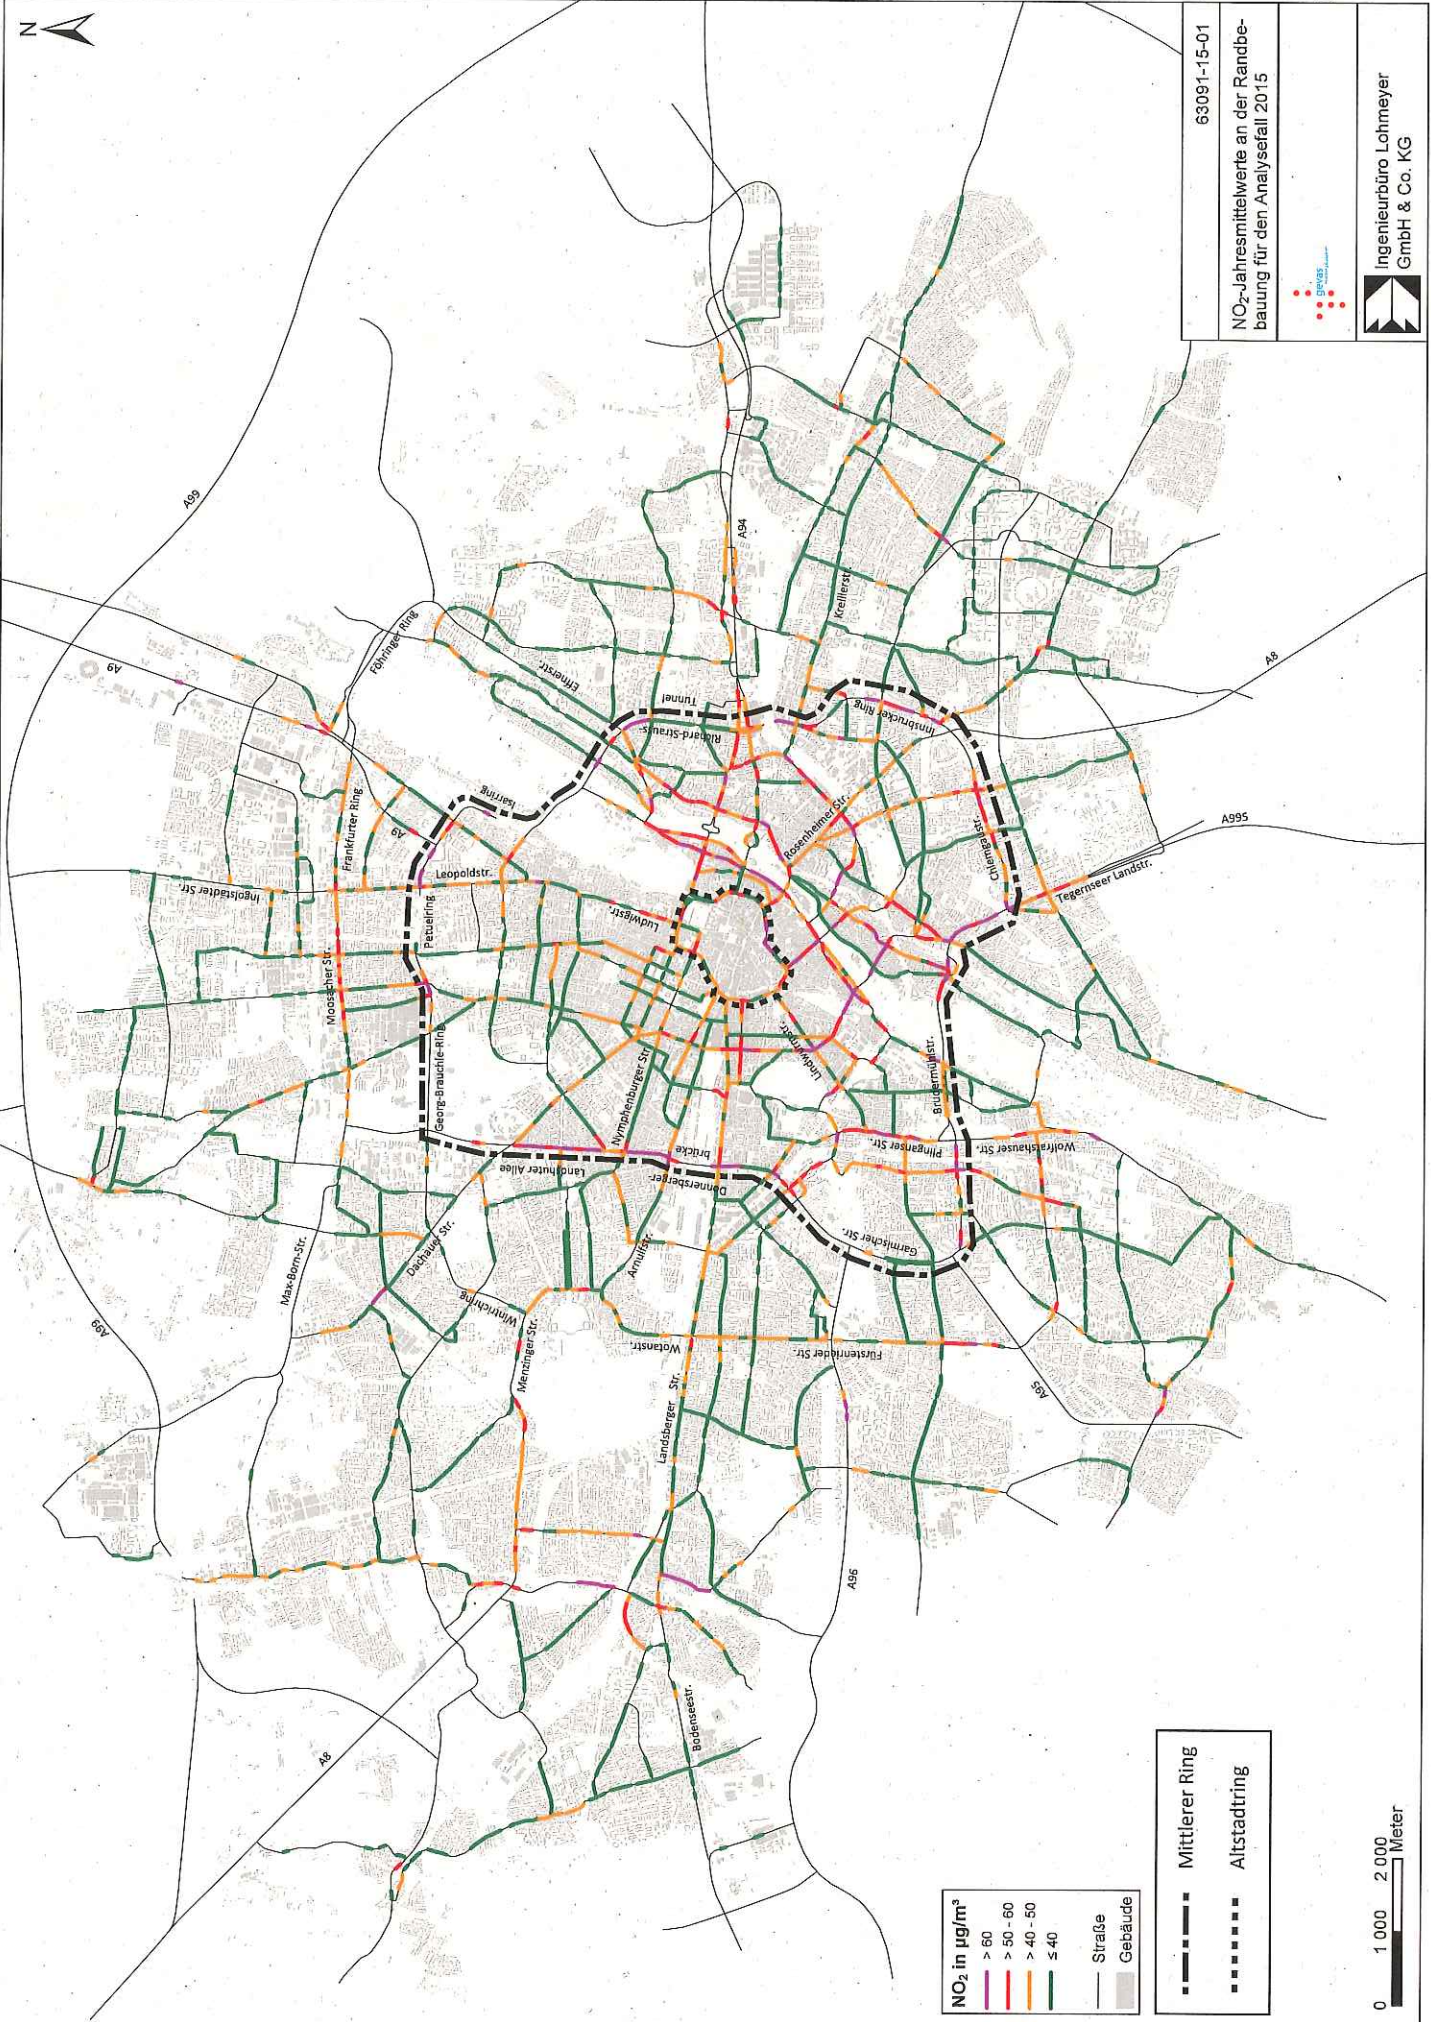 N
63091-15-01
NO₂-Jahresmittelwerte an der Randbe-
bauung für den Analysefall 2015
gevas
Ingenieurbüro Lohmeyer
GmbH & Co. KG
A99
A9
Föhringer Ring
Effnerstr.
A94
Kreillerstr.
Tunnel
Richard-Strauss-
Innsbrucker Ring
A8
Isarring
Frankfurter Ring
A9
Leopoldstr.
Ingolstädter Str.
Petuelring
Ludwigstr.
Rosenheimer Str.
Chiemgaustr.
A995
Tegernseer Landstr.
Moosacher Str.
Georg-Brauchle-Ring
Nymphenburger Str.
Lindwurmstr.
Brudermühlstr.
Landshuter Allee
Donnersberger-
brücke
Plinganser Str.
Wolfratshauser Str.
Garmischer Str.
Max-Born-Str.
Dachauer Str.
Wintrichring
Arnulfstr.
Menzinger Str.
Wotanstr.
Fürstenrieder Str.
Landsberger Str.
A95
A99
A96
Bodenseestr.
A8
NO₂ in µg/m³
> 60
> 50 - 60
> 40 - 50
≤ 40
Straße
Gebäude
Mittlerer Ring
Altstadtring
0 1 000 2 000
Meter